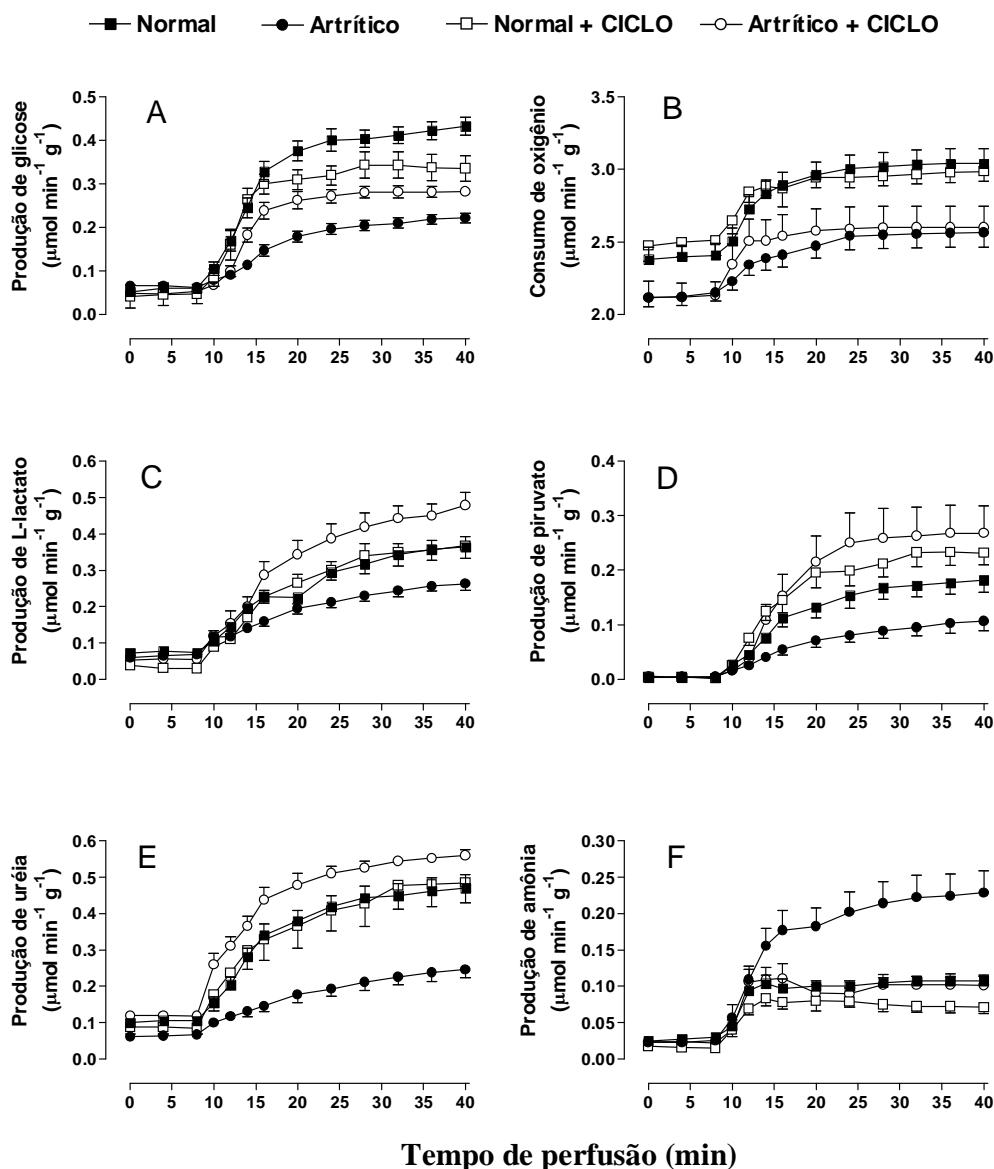 Normal Artrítico Normal + CICLO Artrítico + CICLO
A
Produção de glicose
(μmol min⁻¹ g⁻¹)
0.5
0.4
0.3
0.2
0.1
0.0
0 5 10 15 20 25 30 35 40
B
Consumo de oxigênio
(μmol min⁻¹ g⁻¹)
3.5
3.0
2.5
2.0
0 5 10 15 20 25 30 35 40
C
Produção de L-lactato
(μmol min⁻¹ g⁻¹)
0.6
0.5
0.4
0.3
0.2
0.1
0.0
0 5 10 15 20 25 30 35 40
D
Produção de piruvato
(μmol min⁻¹ g⁻¹)
0.4
0.3
0.2
0.1
0.0
0 5 10 15 20 25 30 35 40
E
Produção de uréia
(μmol min⁻¹ g⁻¹)
0.6
0.5
0.4
0.3
0.2
0.1
0.0
0 5 10 15 20 25 30 35 40
F
Produção de amônia
(μmol min⁻¹ g⁻¹)
0.30
0.25
0.20
0.15
0.10
0.05
0.00
0 5 10 15 20 25 30 35 40
Tempo de perfusão (min)